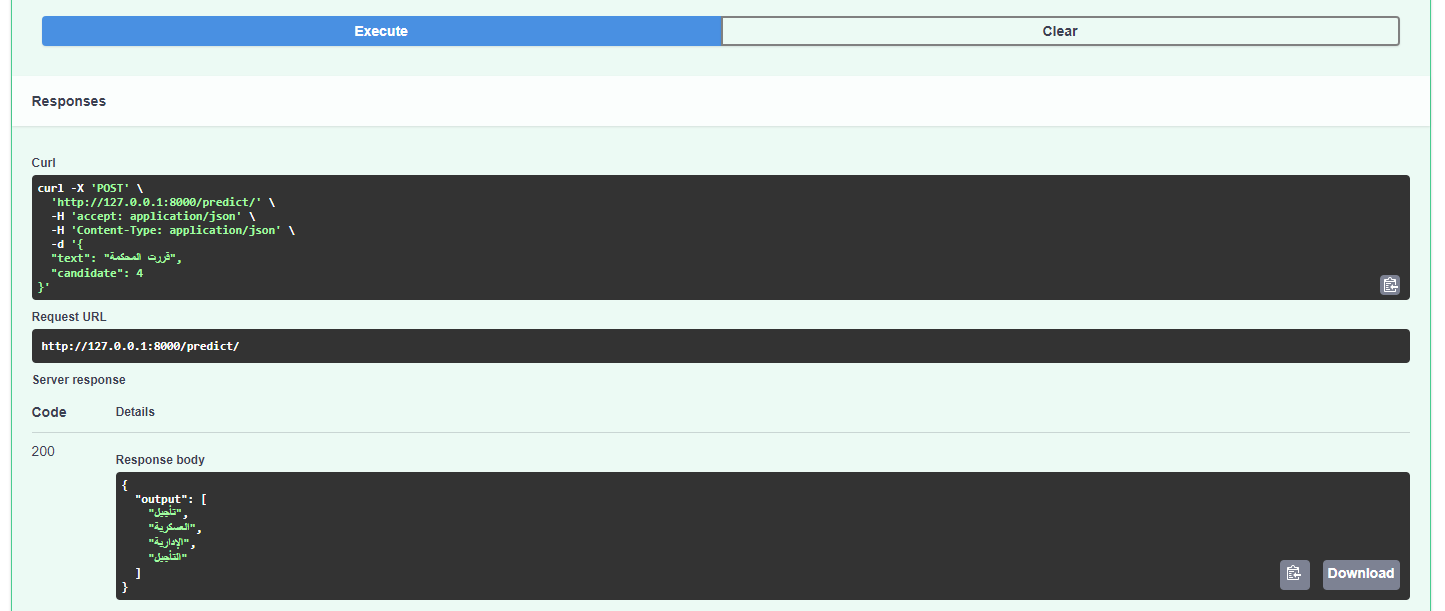 Execute
Clear
Responses
Curl
curl -X 'POST' \
'http://127.0.0.1:8000/predict/' \
-H 'accept: application/json' \
-H 'Content-Type: application/json' \
-d '{
"text": "قررت المحكمة",
"candidate": 4
}'
Request URL
http://127.0.0.1:8000/predict/
Server response
Code Details
200
Response body
{
"output": [
"تأجيل",
"العسكرية",
"الإدارية",
"التأجيل"
]
}
Download